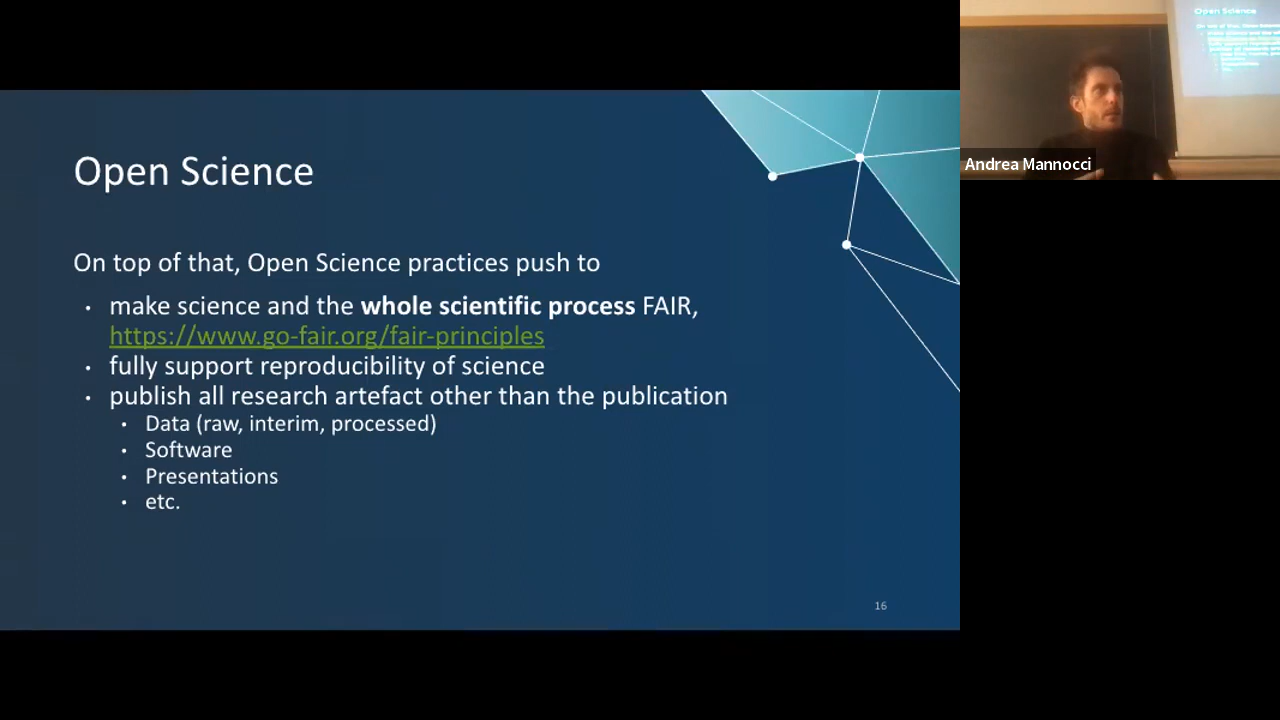 Open Science
On top of that, Open Science practices push to
• make science and the whole scientific process FAIR,
https://www.go-fair.org/fair-principles
• fully support reproducibility of science
• publish all research artefact other than the publication
• Data (raw, interim, processed)
• Software
• Presentations
• etc.
16
Open Science
Andrea Mannocci